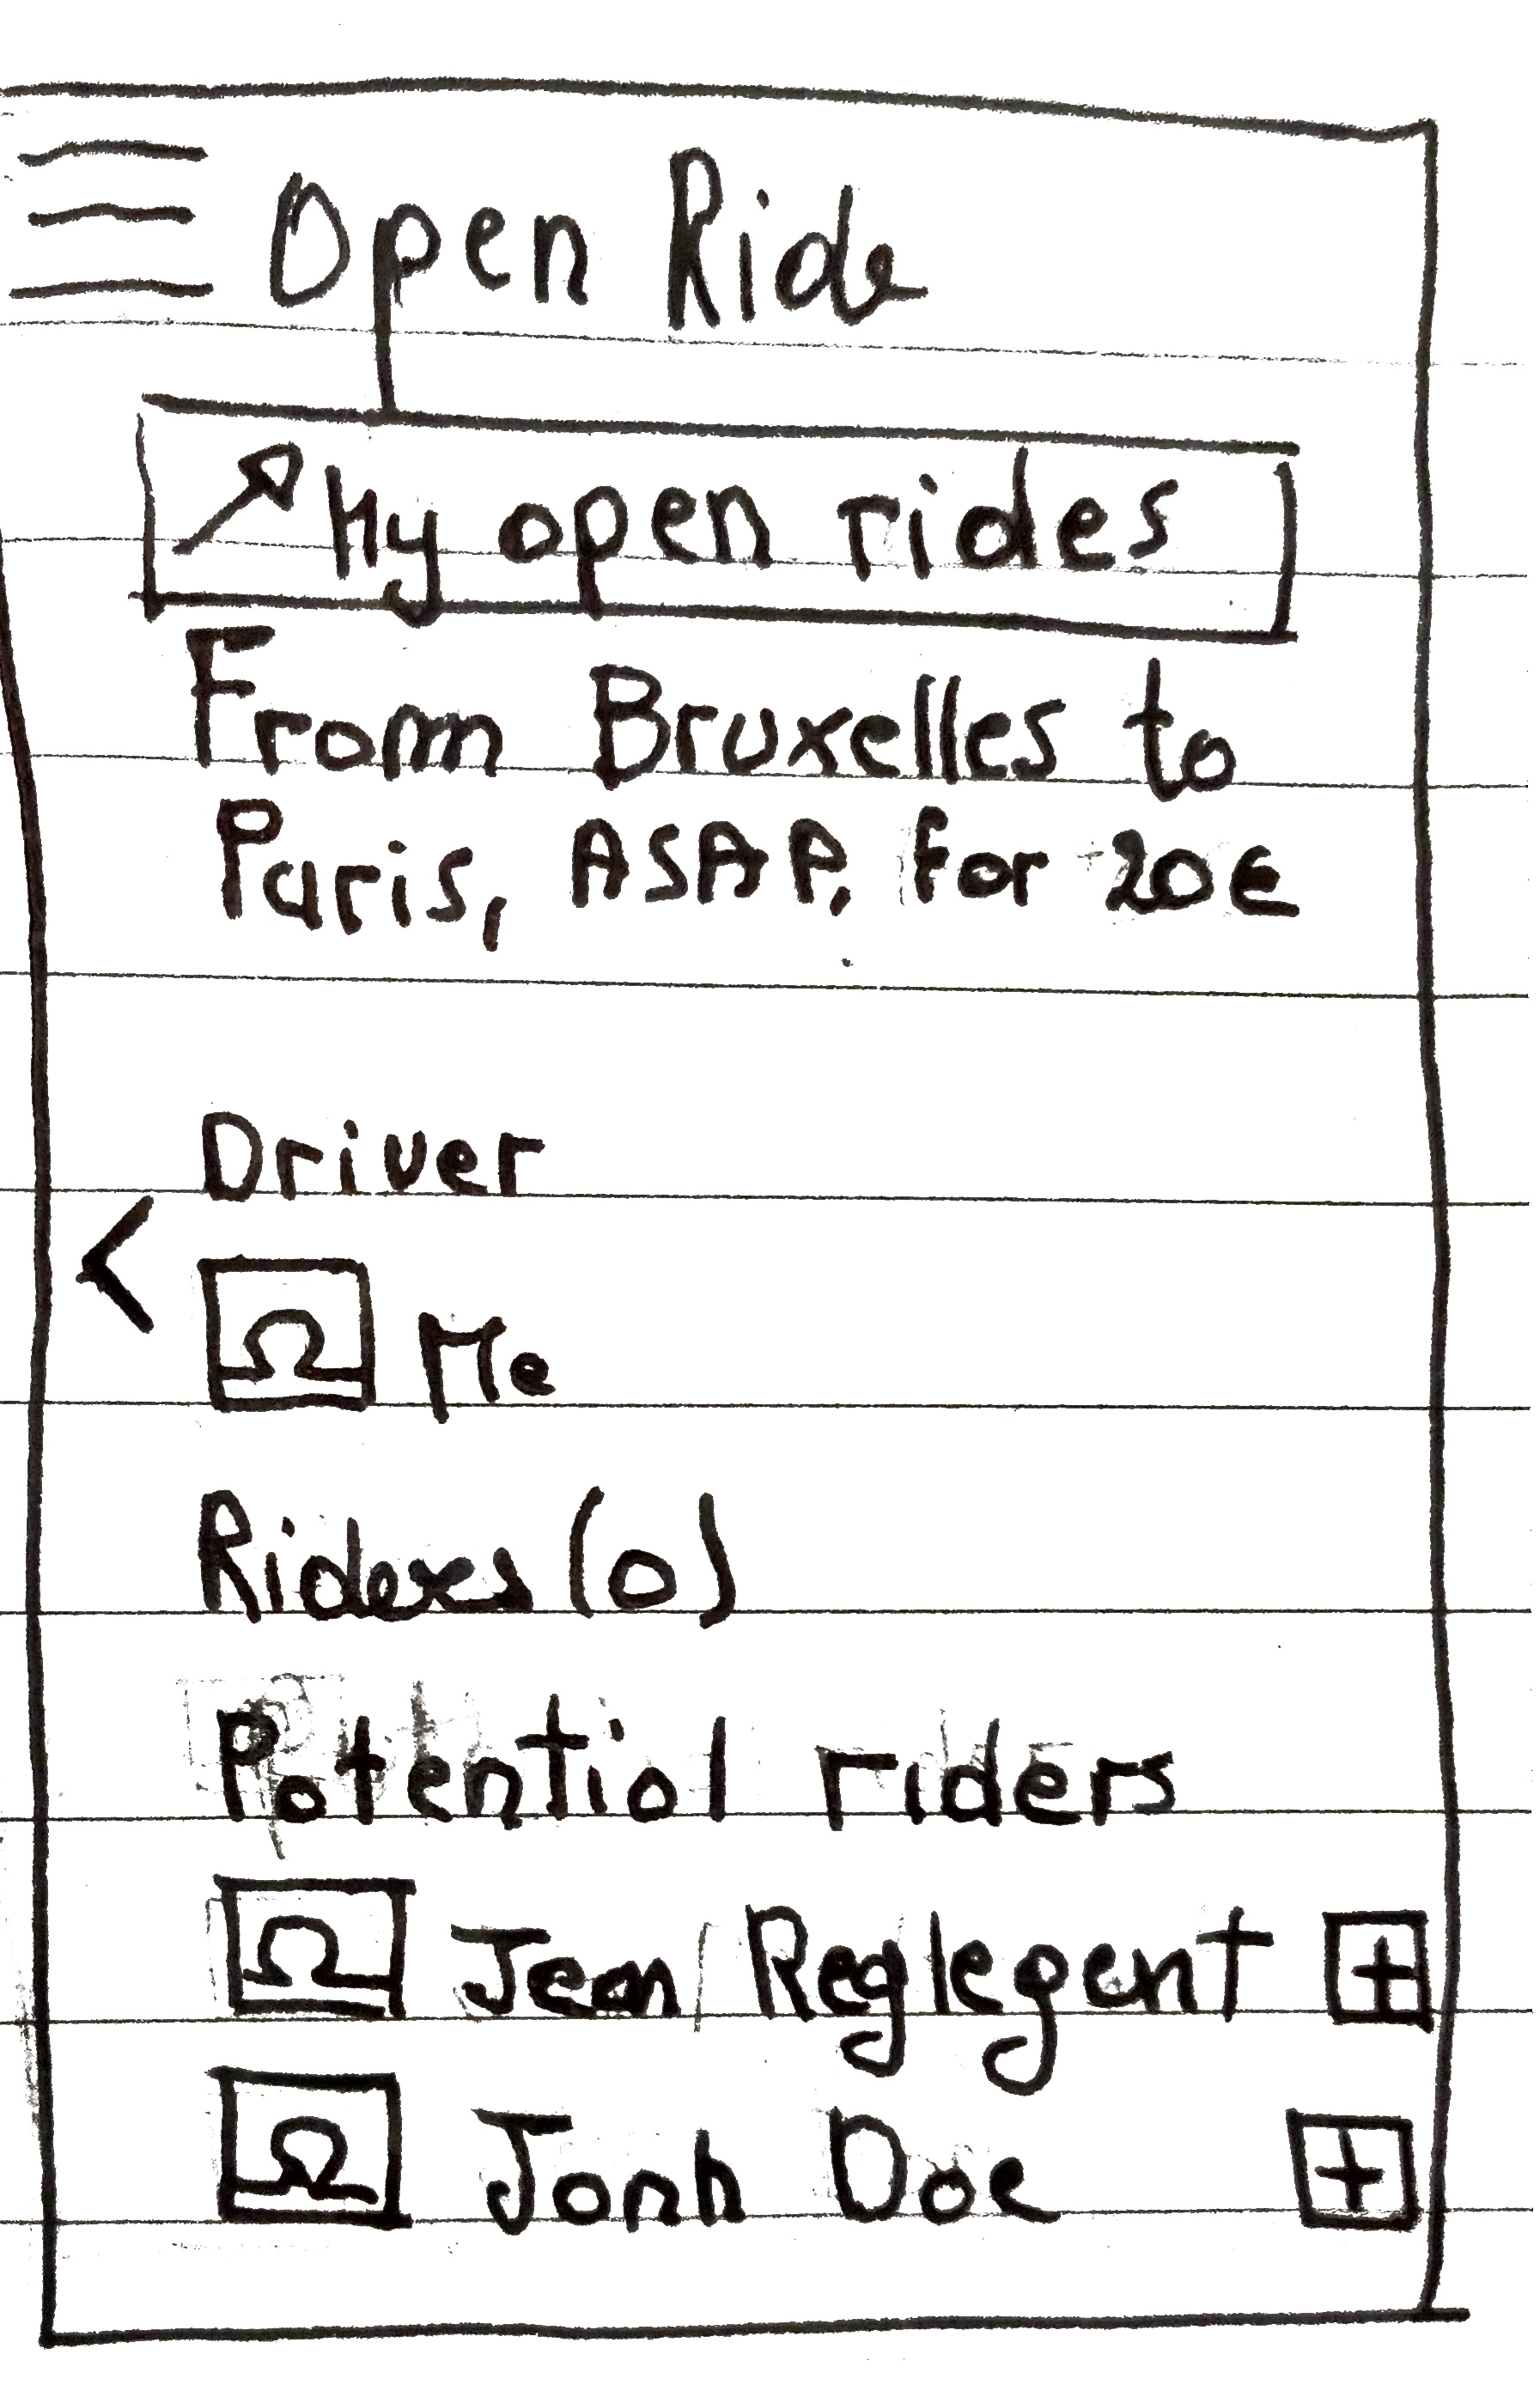 Open Ride
My open rides
From Bruxelles to
Paris, ASAP, for 20€
Driver
Me
Riders (0)
Potential riders
Jean Reglegent
Jonh Doe